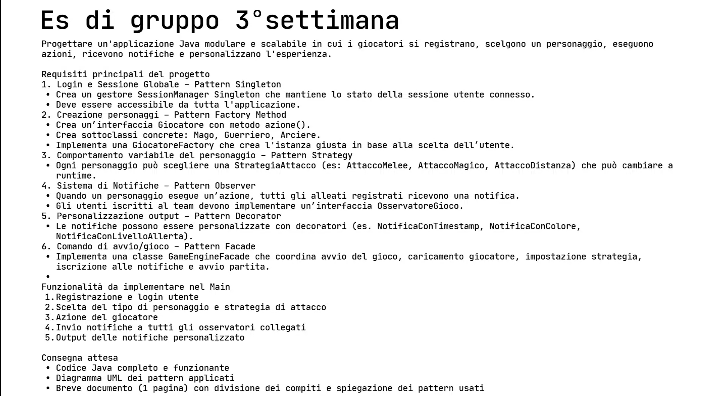 Es di gruppo 3°settimana
Progettare un'applicazione Java modulare e scalabile in cui i giocatori si registrano, scelgono un personaggio, eseguono
azioni, ricevono notifiche e personalizzano l'esperienza.
Requisiti principali del progetto
1. Login e Sessione Globale – Pattern Singleton
• Crea un gestore SessionManager Singleton che mantiene lo stato della sessione utente connesso.
• Deve essere accessibile da tutta l'applicazione.
2. Creazione personaggi – Pattern Factory Method
• Crea un'interfaccia Giocatore con metodo azione().
• Crea sottoclassi concrete: Mago, Guerriero, Arciere.
• Implementa una GiocatoreFactory che crea l'istanza giusta in base alla scelta dell'utente.
3. Comportamento variabile del personaggio – Pattern Strategy
• Ogni personaggio può scegliere una StrategiaAttacco (es: AttaccoMelee, AttaccoMagico, AttaccoDistanza) che può cambiare a
runtime.
4. Sistema di Notifiche – Pattern Observer
• Quando un personaggio esegue un'azione, tutti gli alleati registrati ricevono una notifica.
• Gli utenti iscritti al team devono implementare un'interfaccia OsservatoreGioco.
5. Personalizzazione output – Pattern Decorator
• Le notifiche possono essere personalizzate con decoratori (es. NotificaConTimestamp, NotificaConColore,
NotificaConLivelloAllerta).
6. Comando di avvio/gioco – Pattern Facade
• Implementa una classe GameEngineFacade che coordina avvio del gioco, caricamento giocatore, impostazione strategia,
iscrizione alle notifiche e avvio partita.
•
Funzionalità da implementare nel Main
1.Registrazione e login utente
2.Scelta del tipo di personaggio e strategia di attacco
3.Azione del giocatore
4.Invio notifiche a tutti gli osservatori collegati
5.Output delle notifiche personalizzato
Consegna attesa
• Codice Java completo e funzionante
• Diagramma UML dei pattern applicati
• Breve documento (1 pagina) con divisione dei compiti e spiegazione dei pattern usati